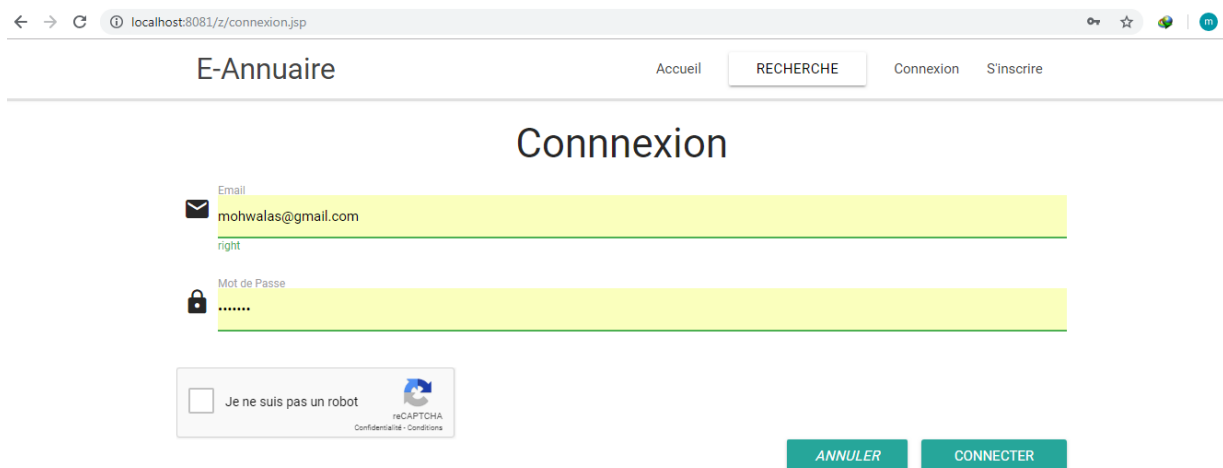 localhost:8081/z/connexion.jsp
m
E-Annuaire
Accueil
RECHERCHE
Connexion
S'inscrire
Connnexion
Email
mohwalas@gmail.com
right
Mot de Passe
•••••••
Je ne suis pas un robot
reCAPTCHA
Confidentialité - Conditions
ANNULER
CONNECTER